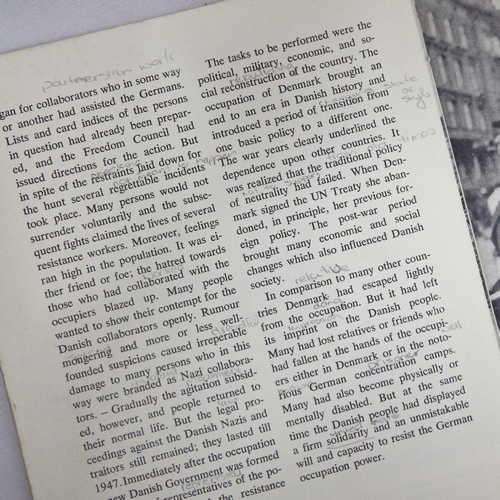 gan for collaborators who in some way
or another had assisted the Germans.
Lists and card indices of the persons
in question had already been prepar-
ed, and the Freedom Council had
issued directions for the action. But
in spite of the restraints laid down for
the hunt several regrettable incidents
took place. Many persons would not
surrender voluntarily and the subse-
quent fights claimed the lives of several
resistance workers. Moreover, feelings
ran high in the population. It was ei-
ther friend or foe; the hatred towards
those who had collaborated with the
occupiers blazed up. Many people
wanted to show their contempt for the
Danish collaborators openly. Rumour
mongering and more or less well-
founded suspicions caused irreperable
damage to many persons who in this
way were branded as Nazi collabora-
tors. – Gradually the agitation subsid-
ed, however, and people returned to
their normal life. But the legal pro-
ceedings against the Danish Nazis and
traitors still remained; they lasted till
1947. Immediately after the occupation
new Danish Government was formed
representatives of the po-
the resistance
The tasks to be performed were the
political, military, economic, and so-
cial reconstruction of the country. The
occupation of Denmark brought an
end to an era in Danish history and
introduced a period of transition from
one basic policy to a different one.
The war years clearly underlined the
dependence upon other countries. It
was realized that the traditional policy
of neutrality had failed. When Den-
mark signed the UN Treaty she aban-
doned, in principle, her previous for-
eign policy. The post-war period
brought many economic and social
changes which also influenced Danish
society.
In comparison to many other coun-
tries Denmark had escaped lightly
from the occupation. But it had left
its imprint on the Danish people.
Many had lost relatives or friends who
had fallen at the hands of the occupi-
ers either in Denmark or in the noto-
rious German concentration camps.
Many had also become physically or
mentally disabled. But at the same
time the Danish people had displayed
a firm solidarity and an unmistakable
will and capacity to resist the German
occupation power.